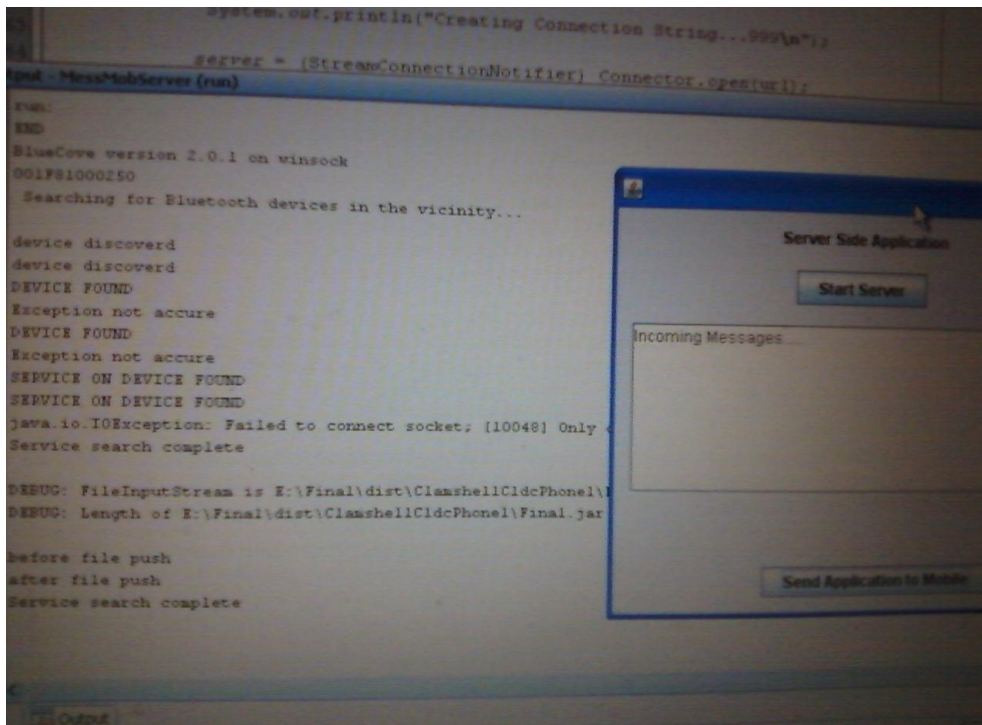 System.out.println("Creating Connection String...999\n");
server = (StreamConnectionNotifier) Connector.open(url);
- MessMobServer (run)
run:
END
BlueCove version 2.0.1 on winsock
001F81000250
Searching for Bluetooth devices in the vicinity...
device discoverd
device discoverd
DEVICE FOUND
Exception not accure
DEVICE FOUND
Exception not accure
SERVICE ON DEVICE FOUND
SERVICE ON DEVICE FOUND
java.io.IOException: Failed to connect socket; [10048] Only
Service search complete
DEBUG: FileInputStream is E:\Final\dist\ClamshellCldcPhone1\
DEBUG: Length of E:\Final\dist\ClamshellCldcPhone1\Final.jar
before file push
after file push
Service search complete
Output
Server Side Application
Start Server
Incoming Messages....
Send Application to Mobile